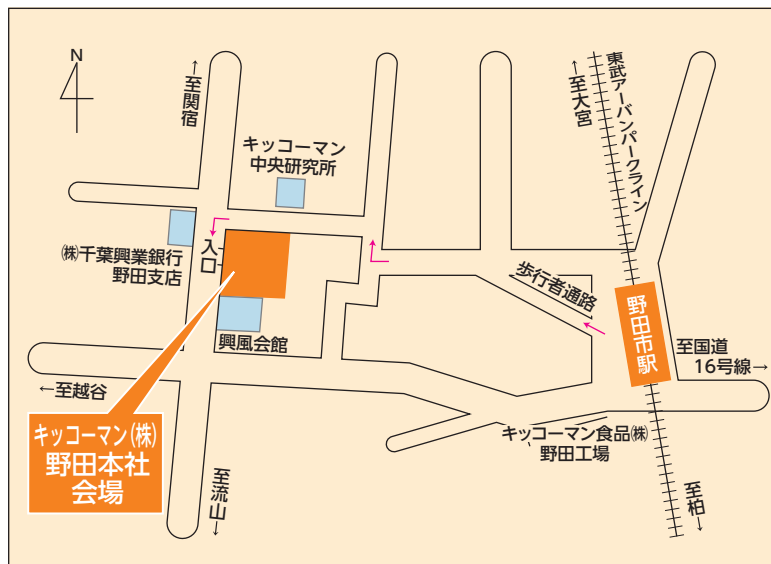 N
←至関宿
キッコーマン
中央研究所
←至大宮
東武アーバンパークライン
㈱千葉興業銀行
野田支店
入口
歩行者通路
興風会館
野田市駅
至国道
16号線→
←至越谷
キッコーマン(株)
野田本社
会場
キッコーマン食品㈱
野田工場
至流山→
至柏→